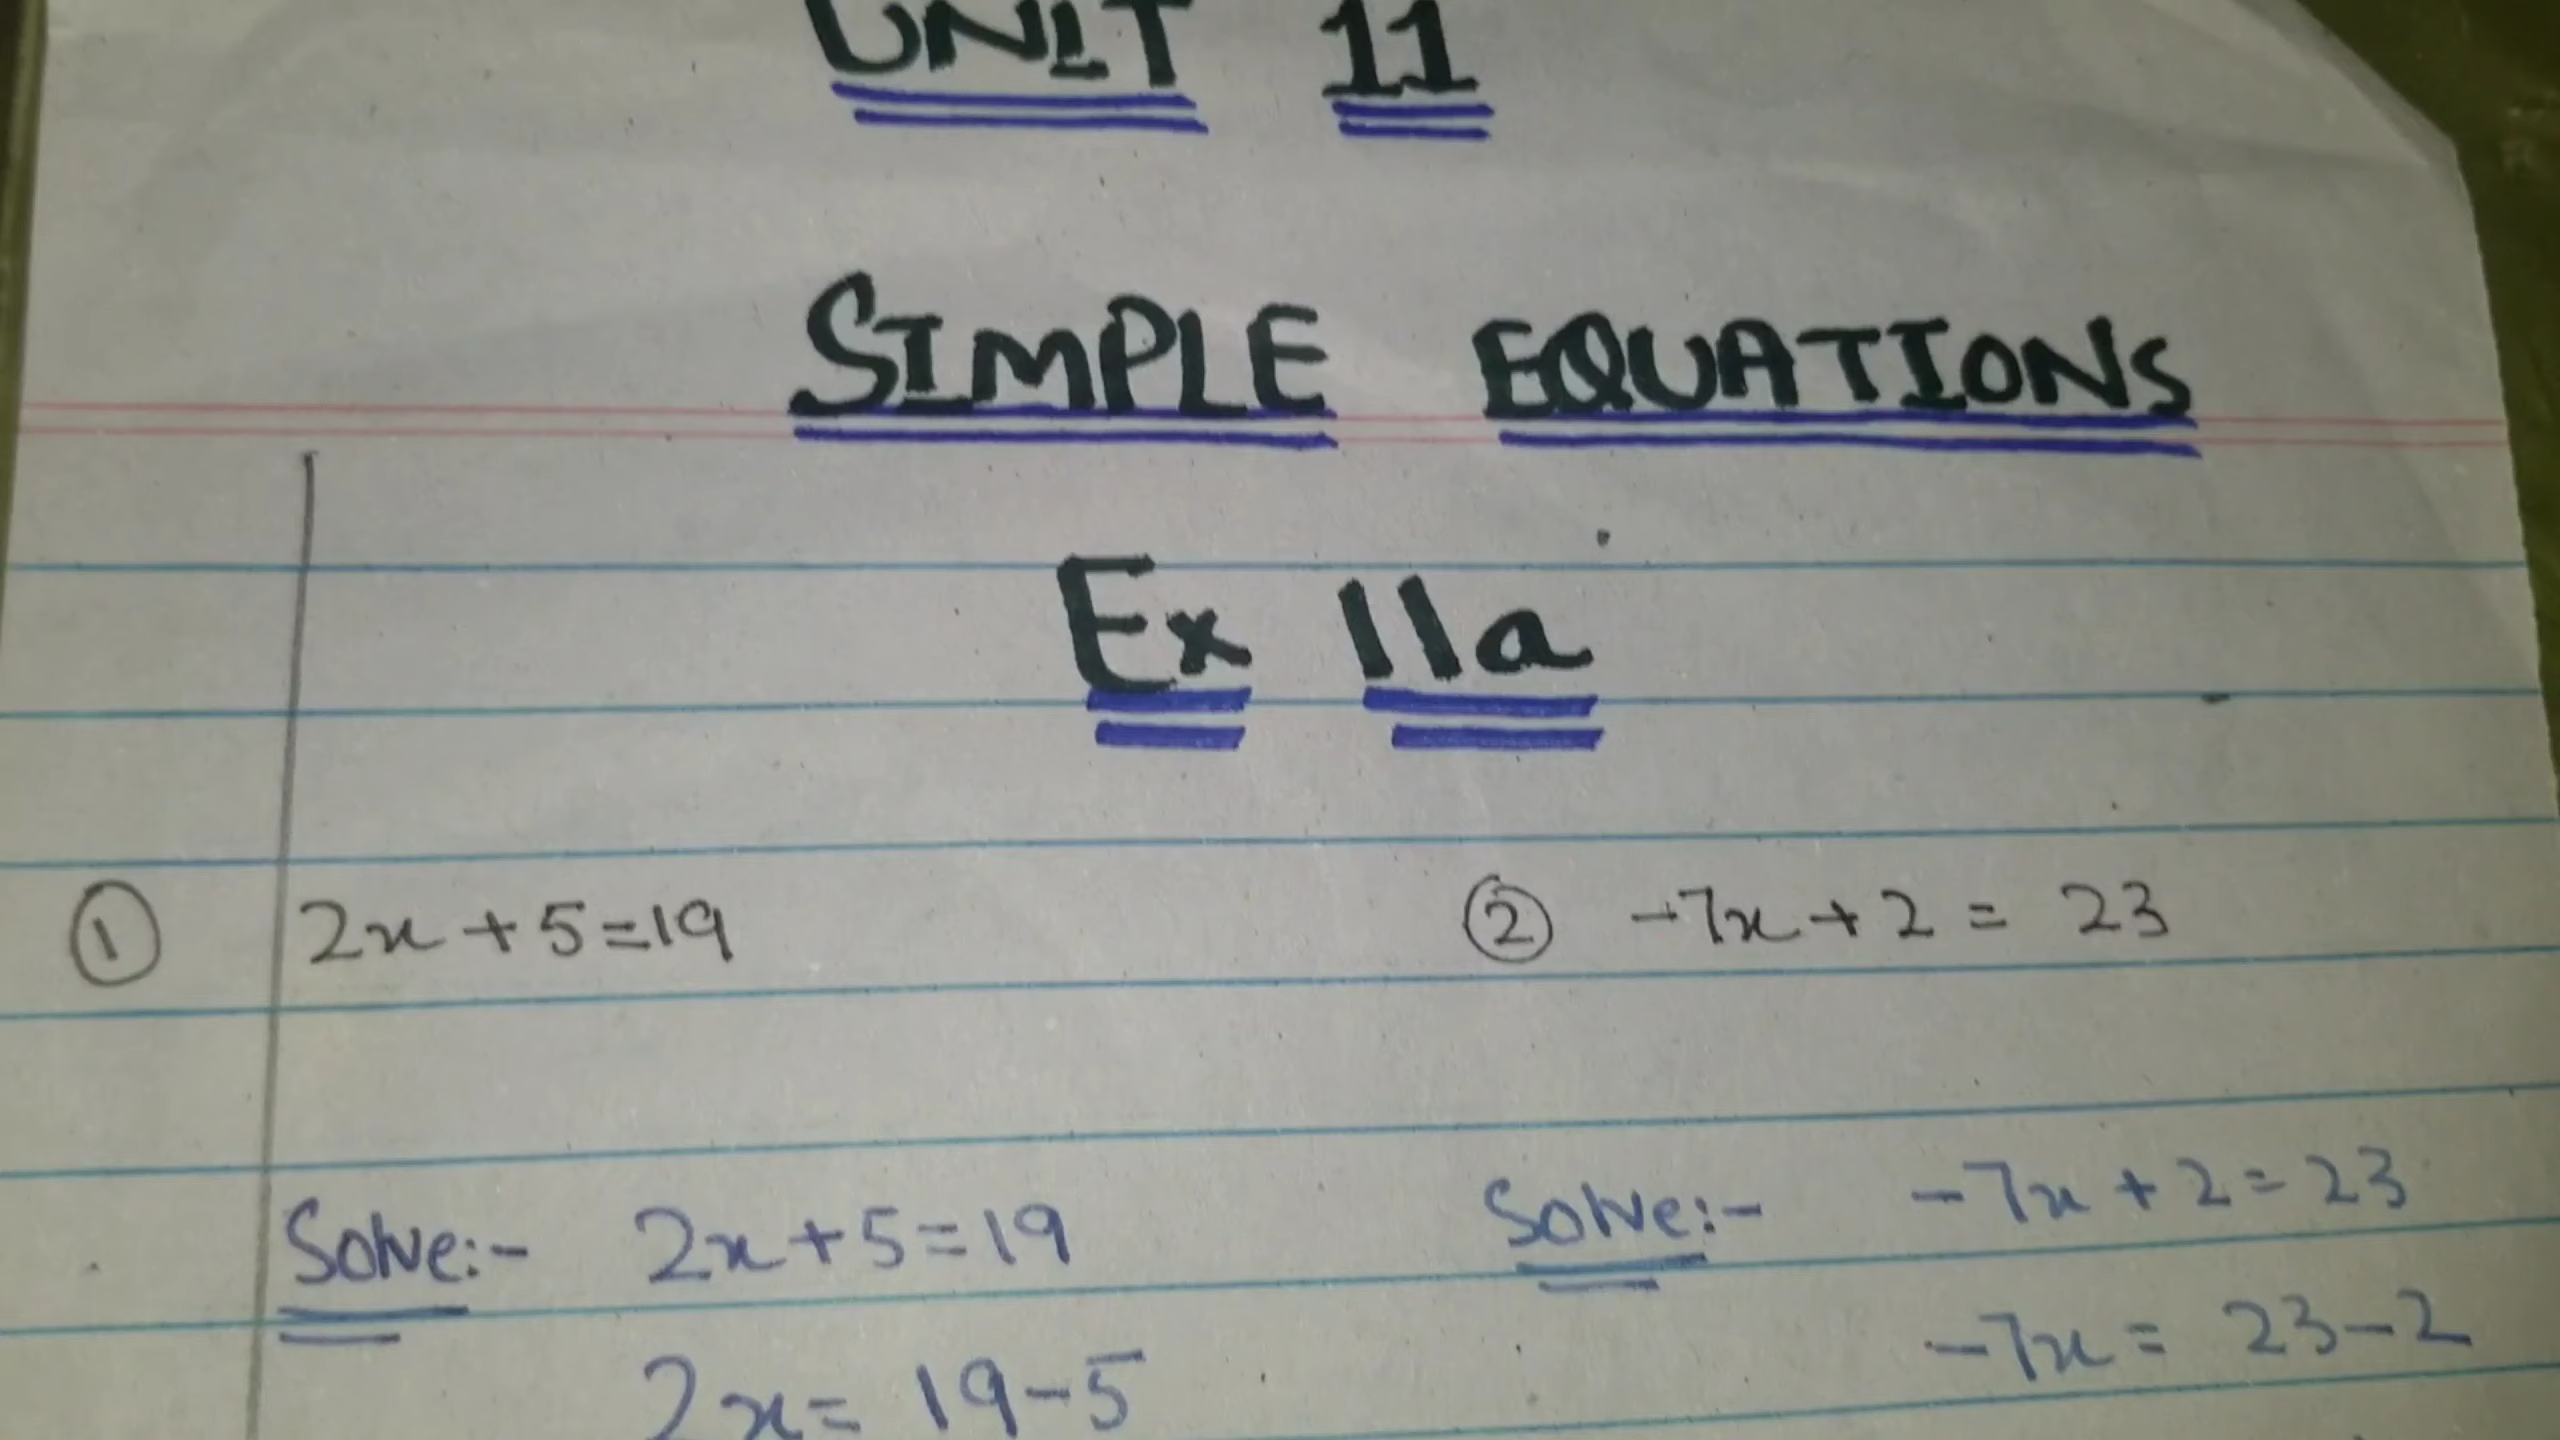 UNIT 11
SIMPLE EQUATIONS
Ex 11a
① 2x + 5 = 19
② -7x + 2 = 23
Solve:- 2x + 5 = 19
2x = 19 - 5
Solve:- -7x + 2 = 23
-7x = 23 - 2